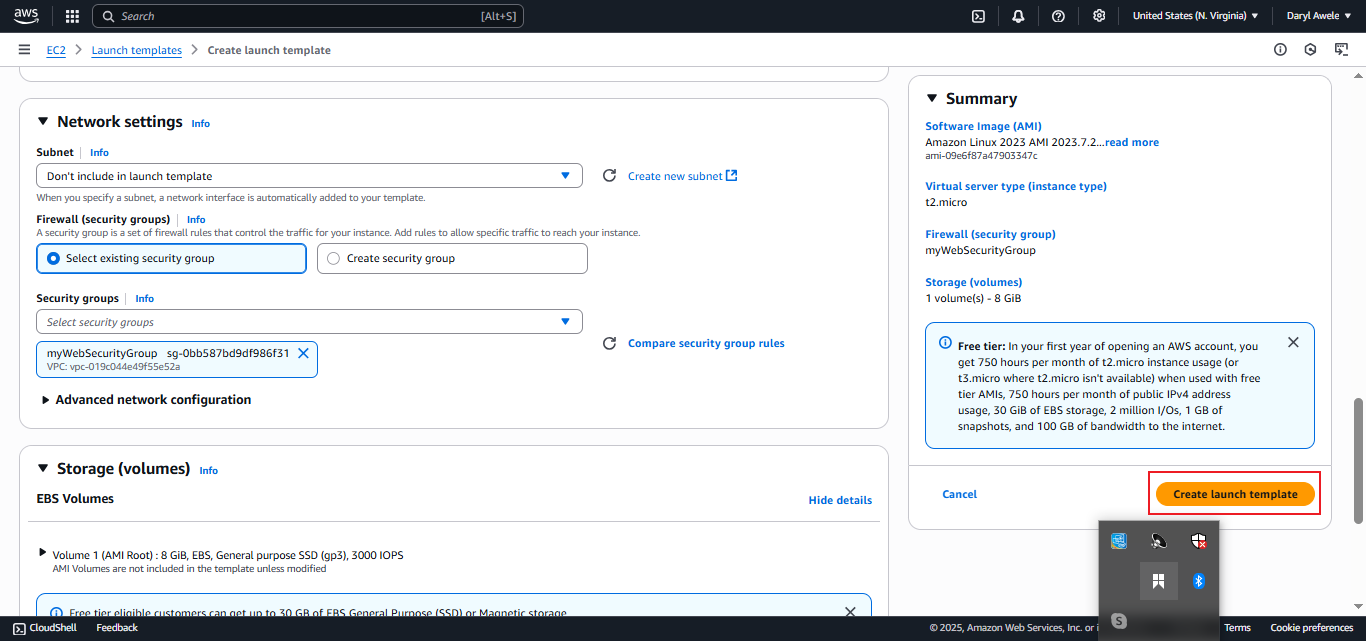 aws
Search [Alt+S]
United States (N. Virginia)
Daryl Awele
EC2 > Launch templates > Create launch template
Network settings Info
Subnet Info
Don't include in launch template
Create new subnet
When you specify a subnet, a network interface is automatically added to your template.
Firewall (security groups) Info
A security group is a set of firewall rules that control the traffic for your instance. Add rules to allow specific traffic to reach your instance.
Select existing security group
Create security group
Security groups Info
Select security groups
Compare security group rules
myWebSecurityGroup sg-0bb587bd9df986f31
VPC: vpc-019c044e49f55e52a
Advanced network configuration
Storage (volumes) Info
EBS Volumes
Hide details
Volume 1 (AMI Root) : 8 GiB, EBS, General purpose SSD (gp3), 3000 IOPS
AMI Volumes are not included in the template unless modified
Free tier eligible customers can get up to 30 GB of EBS General Purpose (SSD) or Magnetic storage
Summary
Software Image (AMI)
Amazon Linux 2023 AMI 2023.7.2...read more
ami-09e6f87a47903347c
Virtual server type (instance type)
t2.micro
Firewall (security group)
myWebSecurityGroup
Storage (volumes)
1 volume(s) - 8 GiB
Free tier: In your first year of opening an AWS account, you
get 750 hours per month of t2.micro instance usage (or
t3.micro where t2.micro isn't available) when used with free
tier AMIs, 750 hours per month of public IPv4 address
usage, 30 GiB of EBS storage, 2 million I/Os, 1 GB of
snapshots, and 100 GB of bandwidth to the internet.
Cancel
Create launch template
S
CloudShell
Feedback
© 2025, Amazon Web Services, Inc. or i
Terms
Cookie preferences